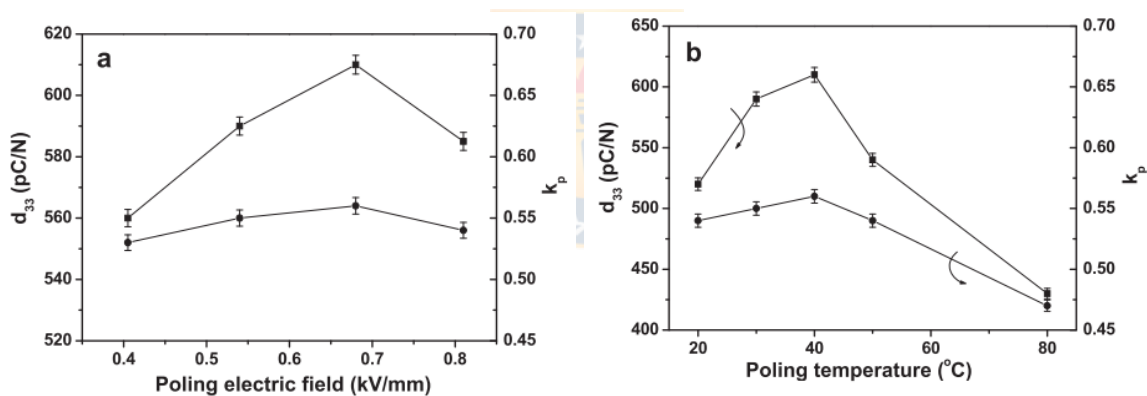 a
620
600
580
560
540
520
d33 (pC/N)
0.70
0.65
0.60
0.55
0.50
0.45
kp
0.4 0.5 0.6 0.7 0.8
Poling electric field (kV/mm)
b
650
600
550
500
450
400
d33 (pC/N)
0.70
0.65
0.60
0.55
0.50
0.45
kp
20 40 60 80
Poling temperature (oC)